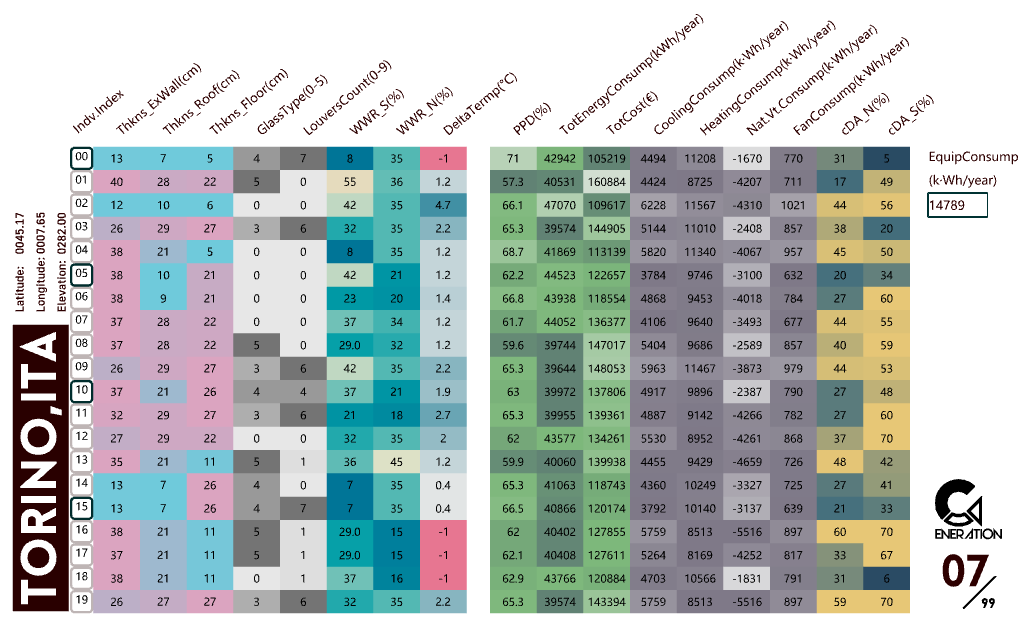 Indv.Index Thkns_ExWall(cm) Thkns_Roof(cm) Thkns_Floor(cm) GlassType(0-5) LouversCount(0-9) WWR_S(%) WWR_N(%) DeltaTermp(°C) PPD(%) TotEnergyConsump(kWh/year) TotCost(€) CoolingConsump(k·Wh/year) HeatingConsump(k·Wh/year) Nat.Vt.Consump(k·Wh/year) FanConsump(k·Wh/year) cDA_N(%) cDA_S(%)
00 13 7 5 4 7 8 35 -1 71 42942 105219 4494 11208 -1670 770 31 5
01 40 28 22 5 0 55 36 1.2 57.3 40531 160884 4424 8725 -4207 711 17 49
02 12 10 6 0 0 42 35 4.7 66.1 47070 109617 6228 11567 -4310 1021 44 56
03 26 29 27 3 6 32 35 2.2 65.3 39574 144905 5144 11010 -2408 857 38 20
04 38 21 5 0 0 8 35 1.2 68.7 41869 113139 5820 11340 -4067 957 45 50
05 38 10 21 0 0 42 21 1.2 62.2 44523 122657 3784 9746 -3100 632 20 34
06 38 9 21 0 0 23 20 1.4 66.8 43938 118554 4868 9453 -4018 784 27 60
07 37 28 22 0 0 37 34 1.2 61.7 44052 136377 4106 9640 -3493 677 44 55
08 37 28 22 5 0 29.0 32 1.2 59.6 39744 147017 5404 9686 -2589 857 40 59
09 26 29 27 3 6 42 35 2.2 65.3 39644 148053 5963 11467 -3873 979 44 53
10 37 21 26 4 4 37 21 1.9 63 39972 137806 4917 9896 -2387 790 27 48
11 32 29 27 3 6 21 18 2.7 65.3 39955 139361 4887 9142 -4266 782 27 60
12 27 29 22 0 0 32 35 2 62 43577 134261 5530 8952 -4261 868 37 70
13 35 21 11 5 1 36 45 1.2 59.9 40060 139938 4455 9429 -4659 726 48 42
14 13 7 26 4 0 7 35 0.4 65.3 41063 118743 4360 10249 -3327 725 27 41
15 13 7 26 4 7 7 35 0.4 66.5 40866 120174 3792 10140 -3137 639 21 33
16 38 21 11 5 1 29.0 15 -1 62 40402 127855 5759 8513 -5516 897 60 70
17 37 21 11 5 1 29.0 15 -1 62.1 40408 127611 5264 8169 -4252 817 33 67
18 38 21 11 0 1 37 16 -1 62.9 43766 120884 4703 10566 -1831 791 31 6
19 26 27 27 3 6 32 35 2.2 65.3 39574 143394 5759 8513 -5516 897 59 70
Latitude: 0045.17
Longitude: 0007.65
Elevation: 0282.00
TORINO,ITA
EquipConsump
(k·Wh/year)
14789
ENERATION
07/99